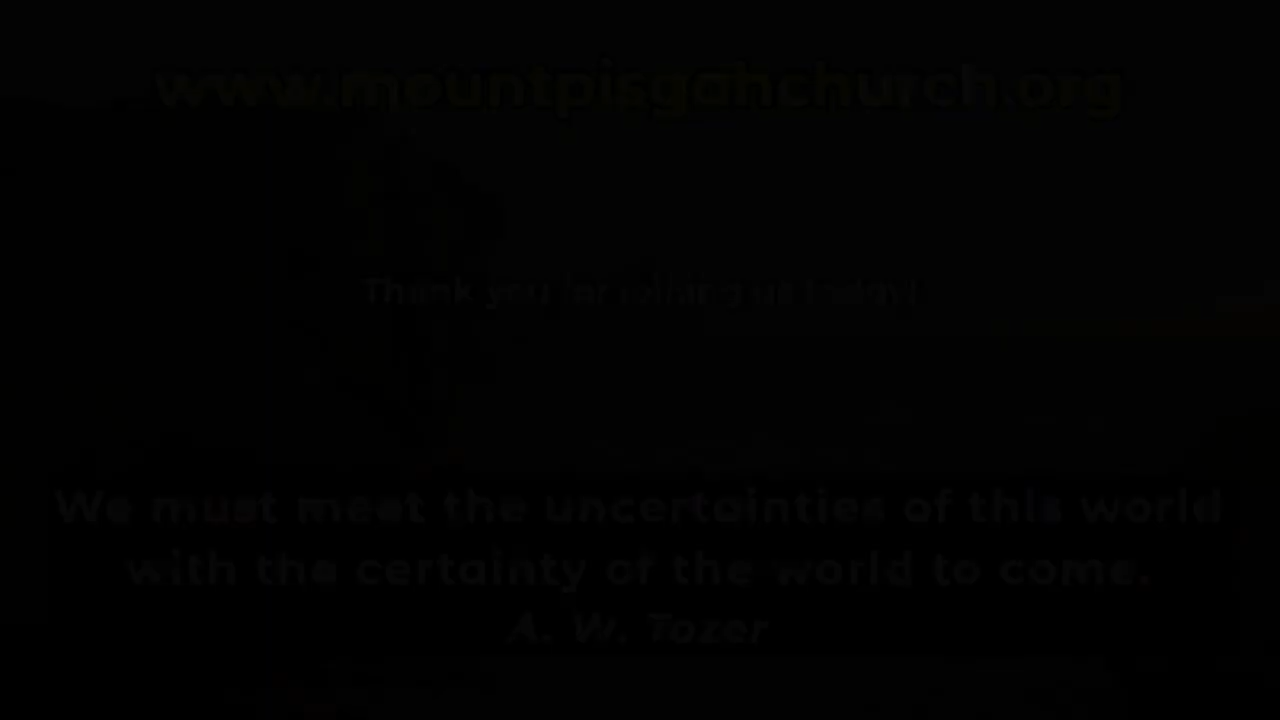 www.mountpisgahchurch.org
Thank you for joining us today!
We must meet the uncertainties of this world
with the certainty of the world to come.
A. W. Tozer